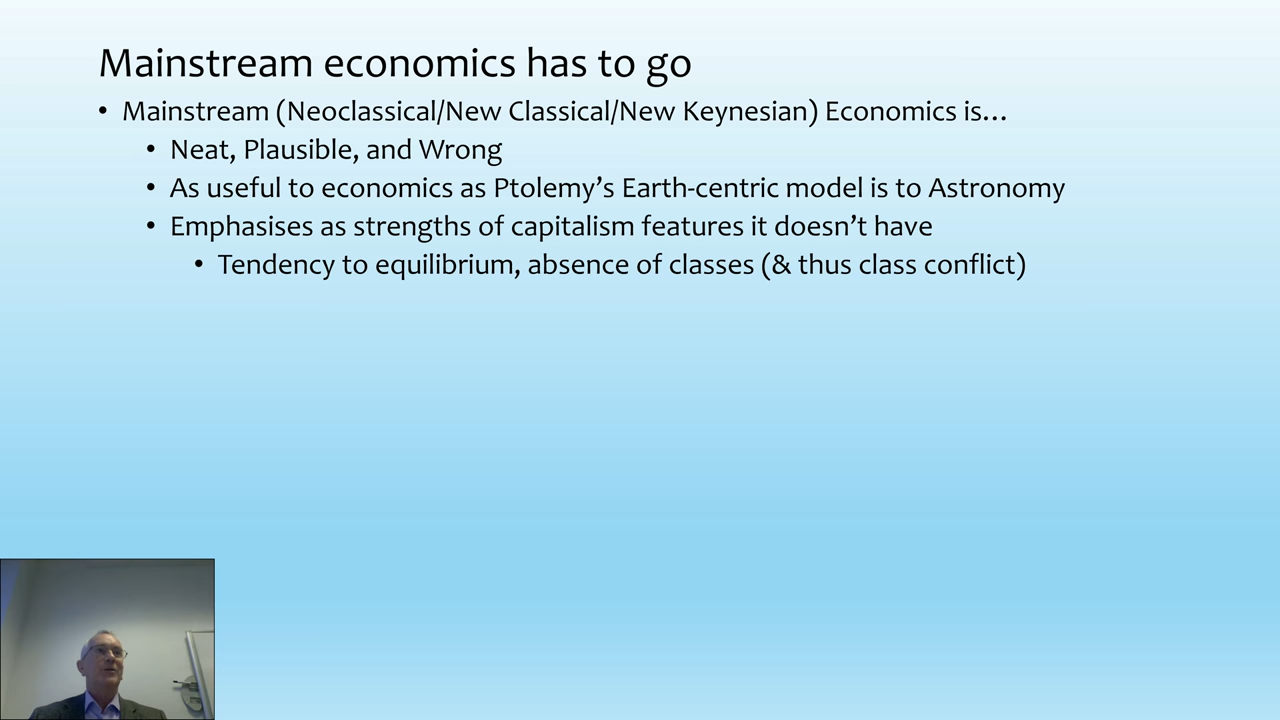 Mainstream economics has to go
• Mainstream (Neoclassical/New Classical/New Keynesian) Economics is…
• Neat, Plausible, and Wrong
• As useful to economics as Ptolemy’s Earth-centric model is to Astronomy
• Emphasises as strengths of capitalism features it doesn’t have
• Tendency to equilibrium, absence of classes (& thus class conflict)